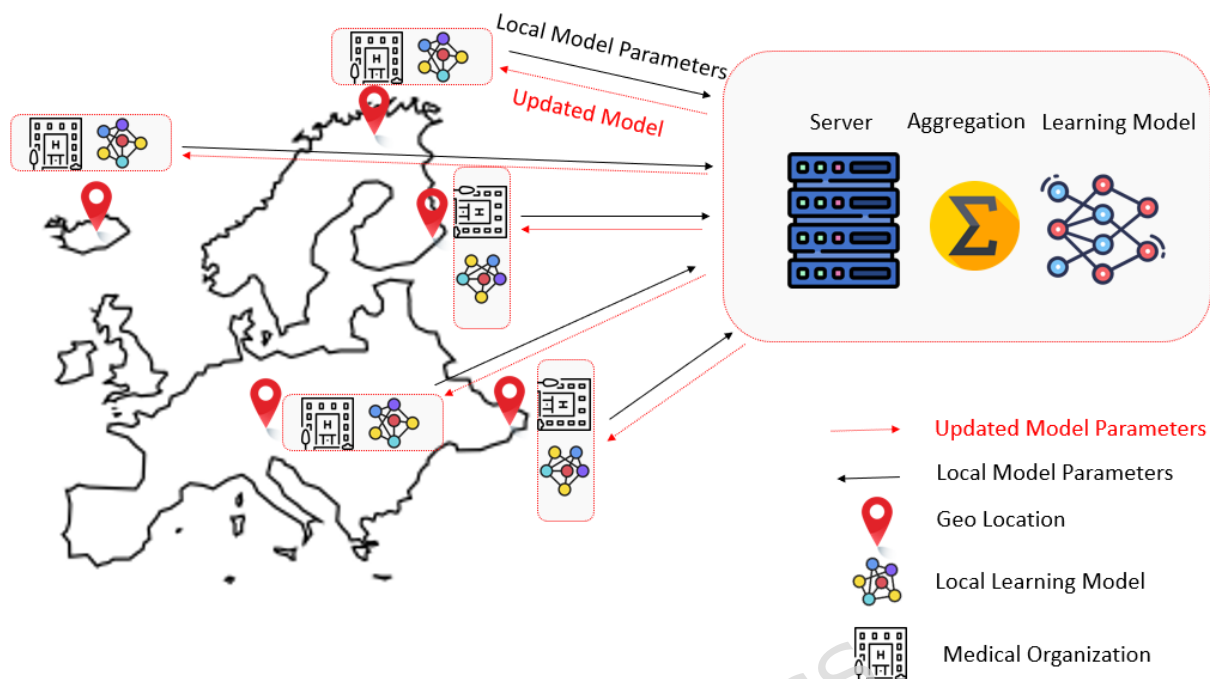 Local Model Parameters
Updated Model
H
H
H
H
H
Server
Aggregation
Learning Model
Σ
Updated Model Parameters
Local Model Parameters
Geo Location
Local Learning Model
H
Medical Organization